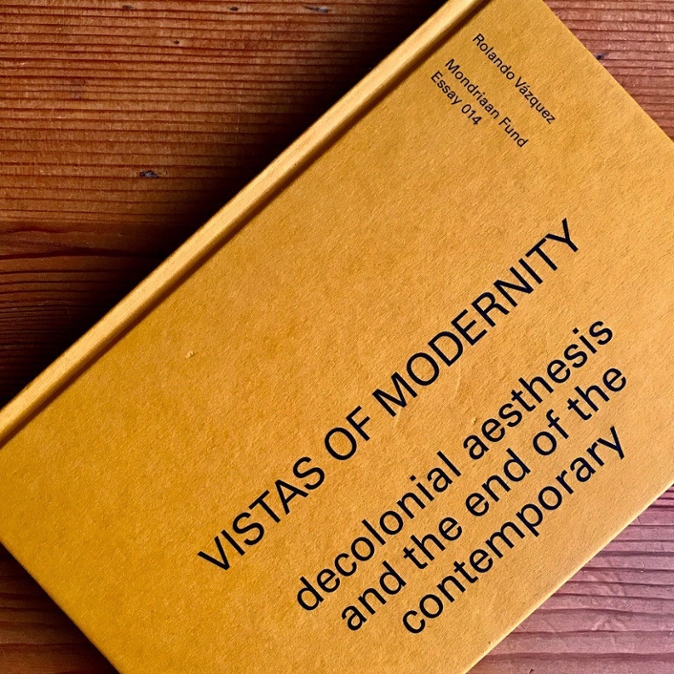 Rolando Vázquez
Mondriaan Fund
Essay 014
VISTAS OF MODERNITY
decolonial aesthesis
and the end of the
contemporary